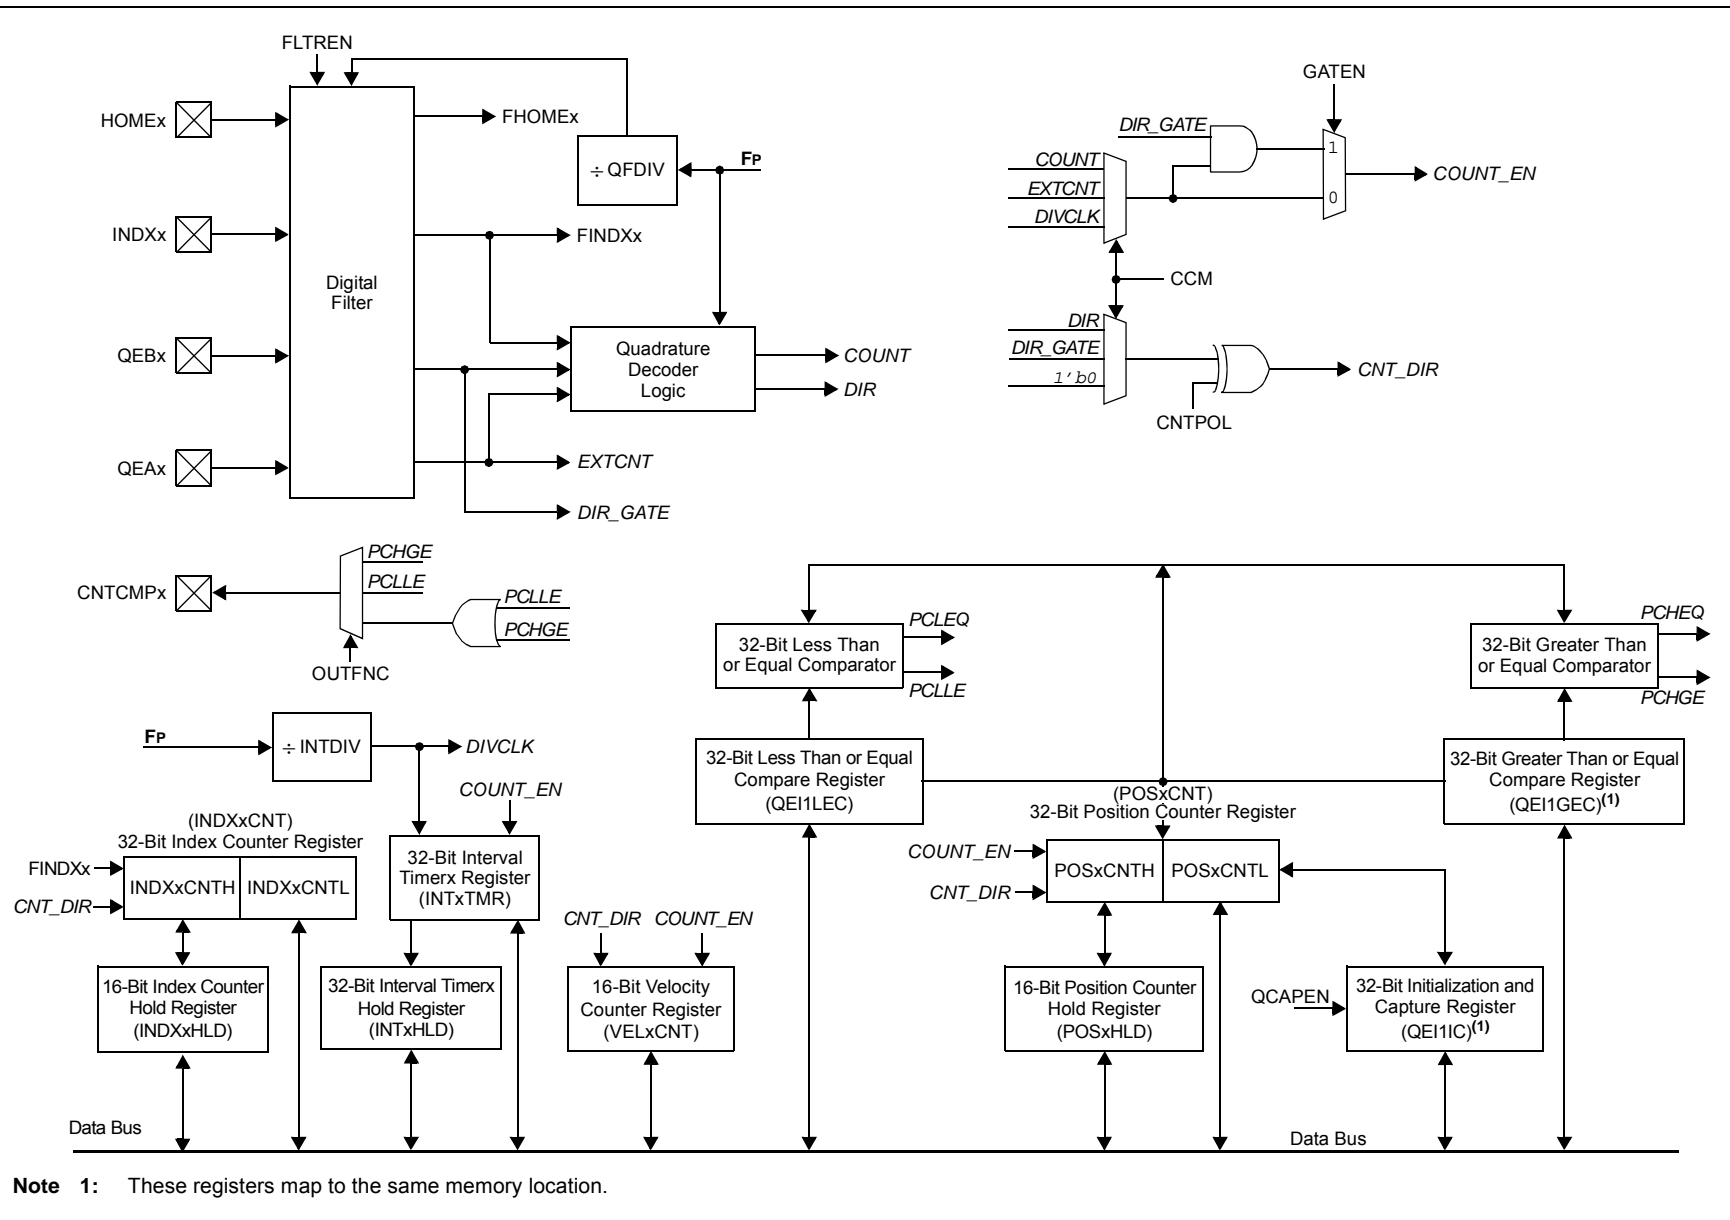 FLTREN
HOMEx
FHOMEx
÷ QFDIV
FP
INDXx
FINDXx
Digital
Filter
QEBx
Quadrature
Decoder
Logic
COUNT
DIR
QEAx
EXTCNT
DIR_GATE
GATEN
DIR_GATE
COUNT
EXTCNT
DIVCLK
1
0
COUNT_EN
CCM
DIR
DIR_GATE
1’b0
CNT_DIR
CNTPOL
CNTCMPx
PCHGE
PCLLE
PCLLE
PCHGE
OUTFNC
32-Bit Less Than
or Equal Comparator
PCLEQ
PCLLE
32-Bit Greater Than
or Equal Comparator
PCHEQ
PCHGE
FP
÷ INTDIV
DIVCLK
COUNT_EN
32-Bit Less Than or Equal
Compare Register
(QEI1LEC)
32-Bit Greater Than or Equal
Compare Register
(QEI1GEC)(1)
(POSxCNT)
32-Bit Position Counter Register
(INDXxCNT)
32-Bit Index Counter Register
FINDXx
CNT_DIR
INDXxCNTH
INDXxCNTL
32-Bit Interval
Timerx Register
(INTxTMR)
COUNT_EN
CNT_DIR
POSxCNTH
POSxCNTL
CNT_DIR
COUNT_EN
16-Bit Index Counter
Hold Register
(INDXxHLD)
32-Bit Interval Timerx
Hold Register
(INTxHLD)
16-Bit Velocity
Counter Register
(VELxCNT)
16-Bit Position Counter
Hold Register
(POSxHLD)
QCAPEN
32-Bit Initialization and
Capture Register
(QEI1IC)(1)
Data Bus
Data Bus
Note 1: These registers map to the same memory location.